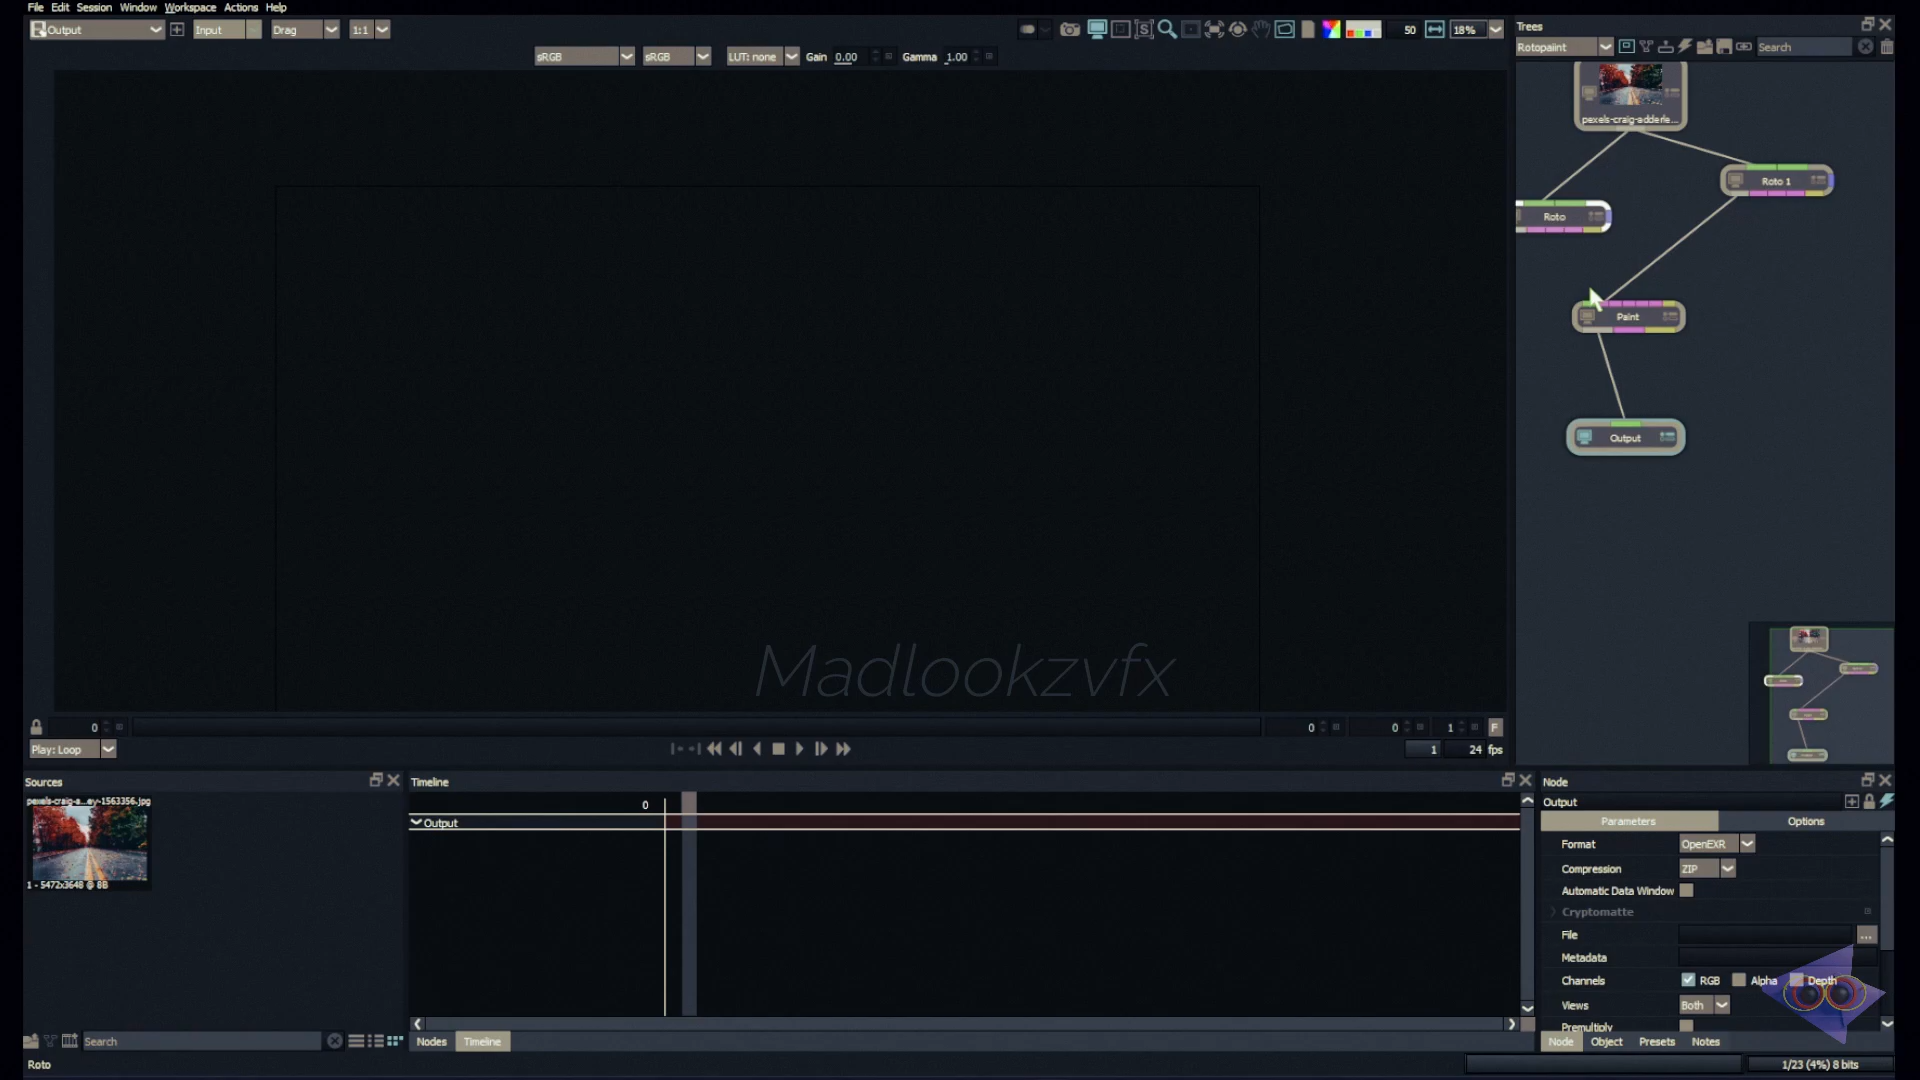 File Edit Session Window Workspace Actions Help
Output Input Drag 1:1 50 18%
sRGB sRGB LUT: none Gain 0.00 Gamma 1.00
Trees
Rotopaiint Search
pexels-craig-adderle...
Roto 1
Roto
Paint
Output
Madlookzvfx
0 0 0 1 F
Play: Loop 1 24 fps
Sources
pexels-craig-a...ey-1563356.jpg
1 - 5472x3648 @ 8B
Search
Timeline
0
Output
Nodes Timeline
Node
Output
Parameters Options
Format OpenEXR
Compression ZIP
Automatic Data Window
Cryptomatte
File ...
Metadata
Channels RGB Alpha Depth
Views Both
Premultiply
Node Object Presets Notes
Roto 1/23 (4%) 8 bits